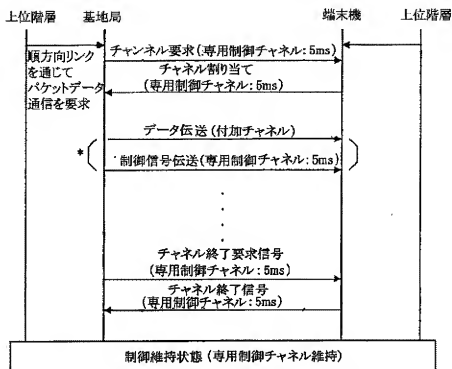 上位階層 基地局 端末機 上位階層
順方向リンク
を通じて
パケットデータ
通信を要求
チャンネル要求(専用制御チャネル:5ms)
チャネル割り当て
(専用制御チャネル:5ms)
データ伝送(付加チャネル)
*
制御信号伝送(専用制御チャネル:5ms)
チャネル終了要求信号
(専用制御チャネル:5ms)
チャネル終了信号
(専用制御チャネル:5ms)
制御維持状態(専用制御チャネル維持)